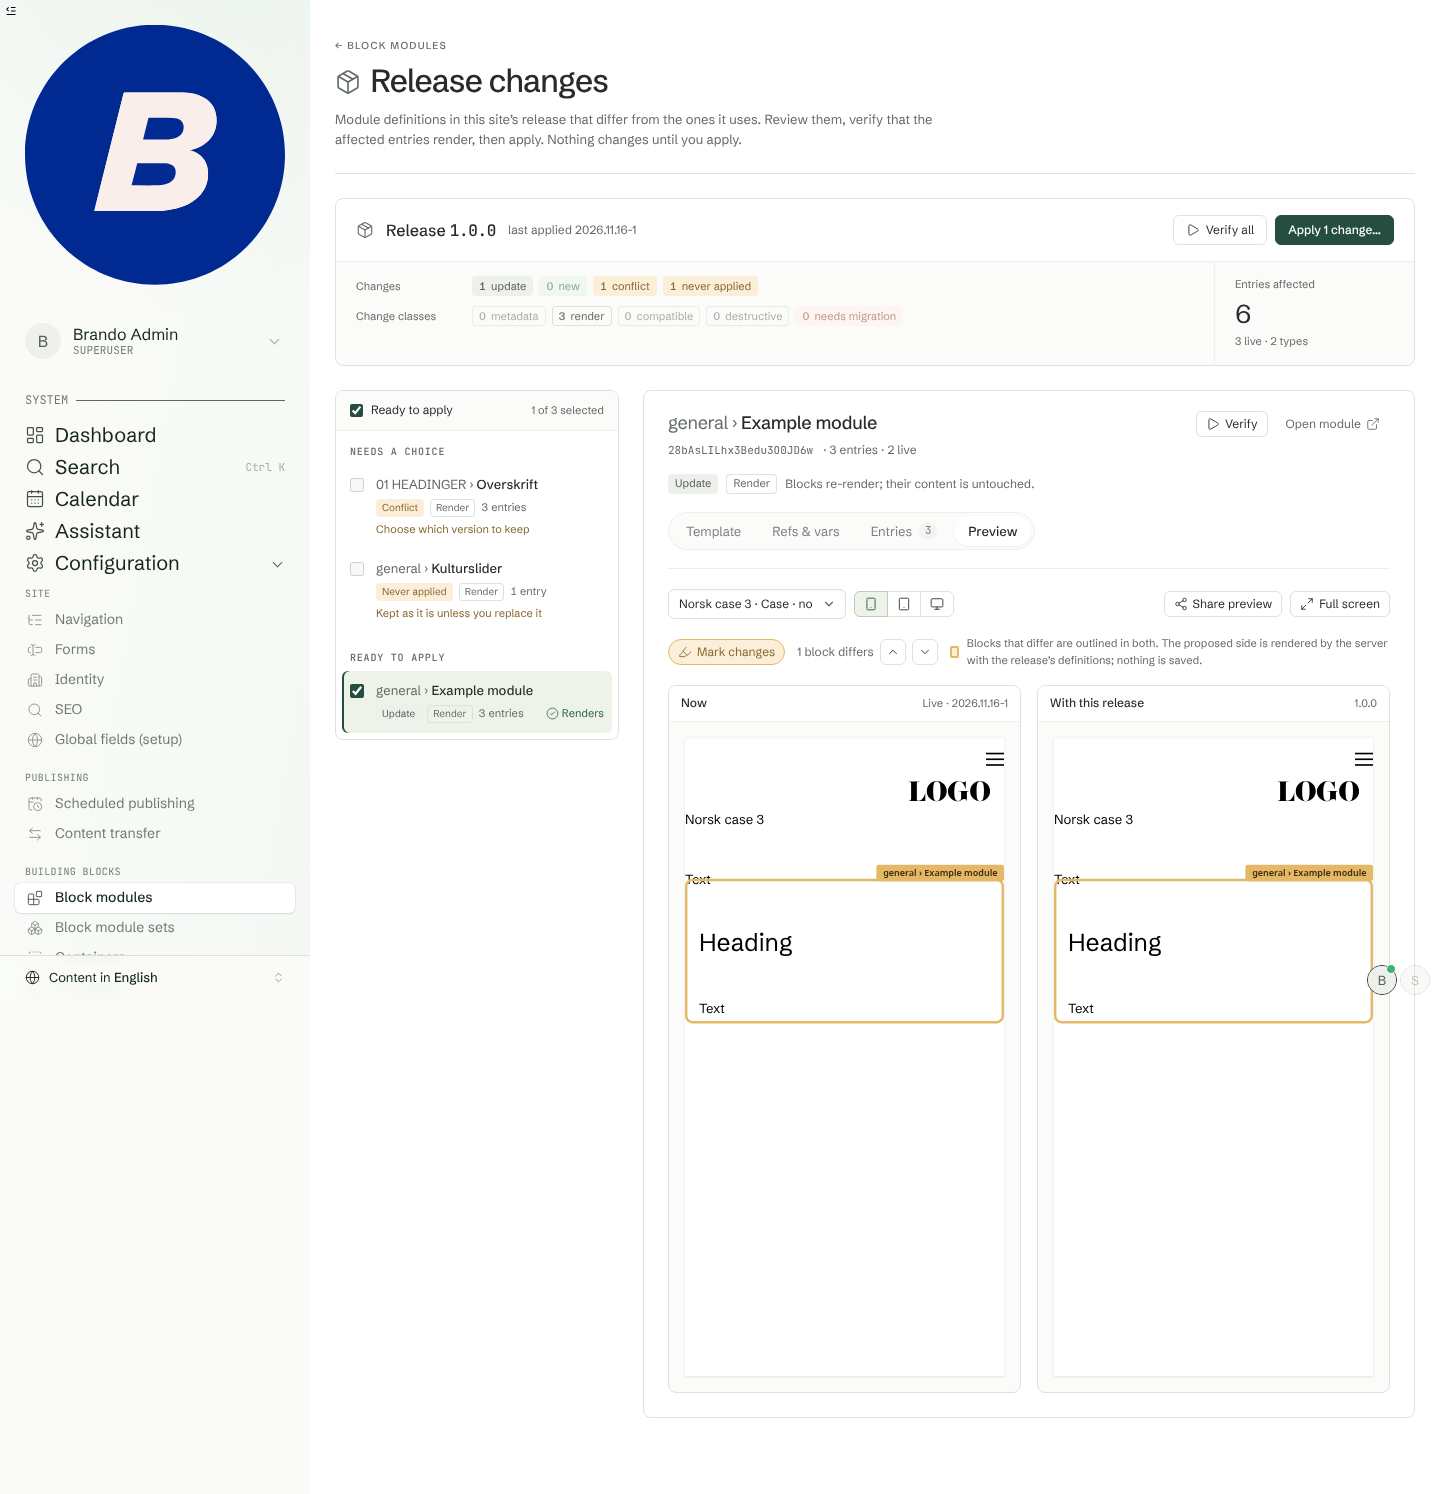 B
B
Brando Admin
SUPERUSER
SYSTEM
Dashboard
Search Ctrl K
Calendar
Assistant
Configuration
SITE
Navigation
Forms
Identity
SEO
Global fields (setup)
PUBLISHING
Scheduled publishing
Content transfer
BUILDING BLOCKS
Block modules
Block module sets
Content in English
← BLOCK MODULES
Release changes
Module definitions in this site's release that differ from the ones it uses. Review them, verify that the
affected entries render, then apply. Nothing changes until you apply.
Release 1.0.0 last applied 2026.11.16-1
Verify all
Apply 1 change...
Changes 1 update 0 new 1 conflict 1 never applied
Change classes 0 metadata 3 render 0 compatible 0 destructive 0 needs migration
Entries affected
6
3 live · 2 types
Ready to apply 1 of 3 selected
NEEDS A CHOICE
01 HEADINGER › Overskrift
Conflict Render 3 entries
Choose which version to keep
general › Kulturslider
Never applied Render 1 entry
Kept as it is unless you replace it
READY TO APPLY
general › Example module
Update Render 3 entries Renders
general › Example module
Verify
Open module
28bAsLILhx3Bedu3O0JD6w · 3 entries · 2 live
Update Render Blocks re-render; their content is untouched.
Template Refs & vars Entries 3 Preview
Norsk case 3 · Case · no
Share preview
Full screen
Mark changes 1 block differs
Blocks that differ are outlined in both. The proposed side is rendered by the server
with the release's definitions; nothing is saved.
Now Live · 2026.11.16-1
LOGO
Norsk case 3
Text
general › Example module
Heading
Text
With this release 1.0.0
LOGO
Norsk case 3
Text
general › Example module
Heading
Text
B
S